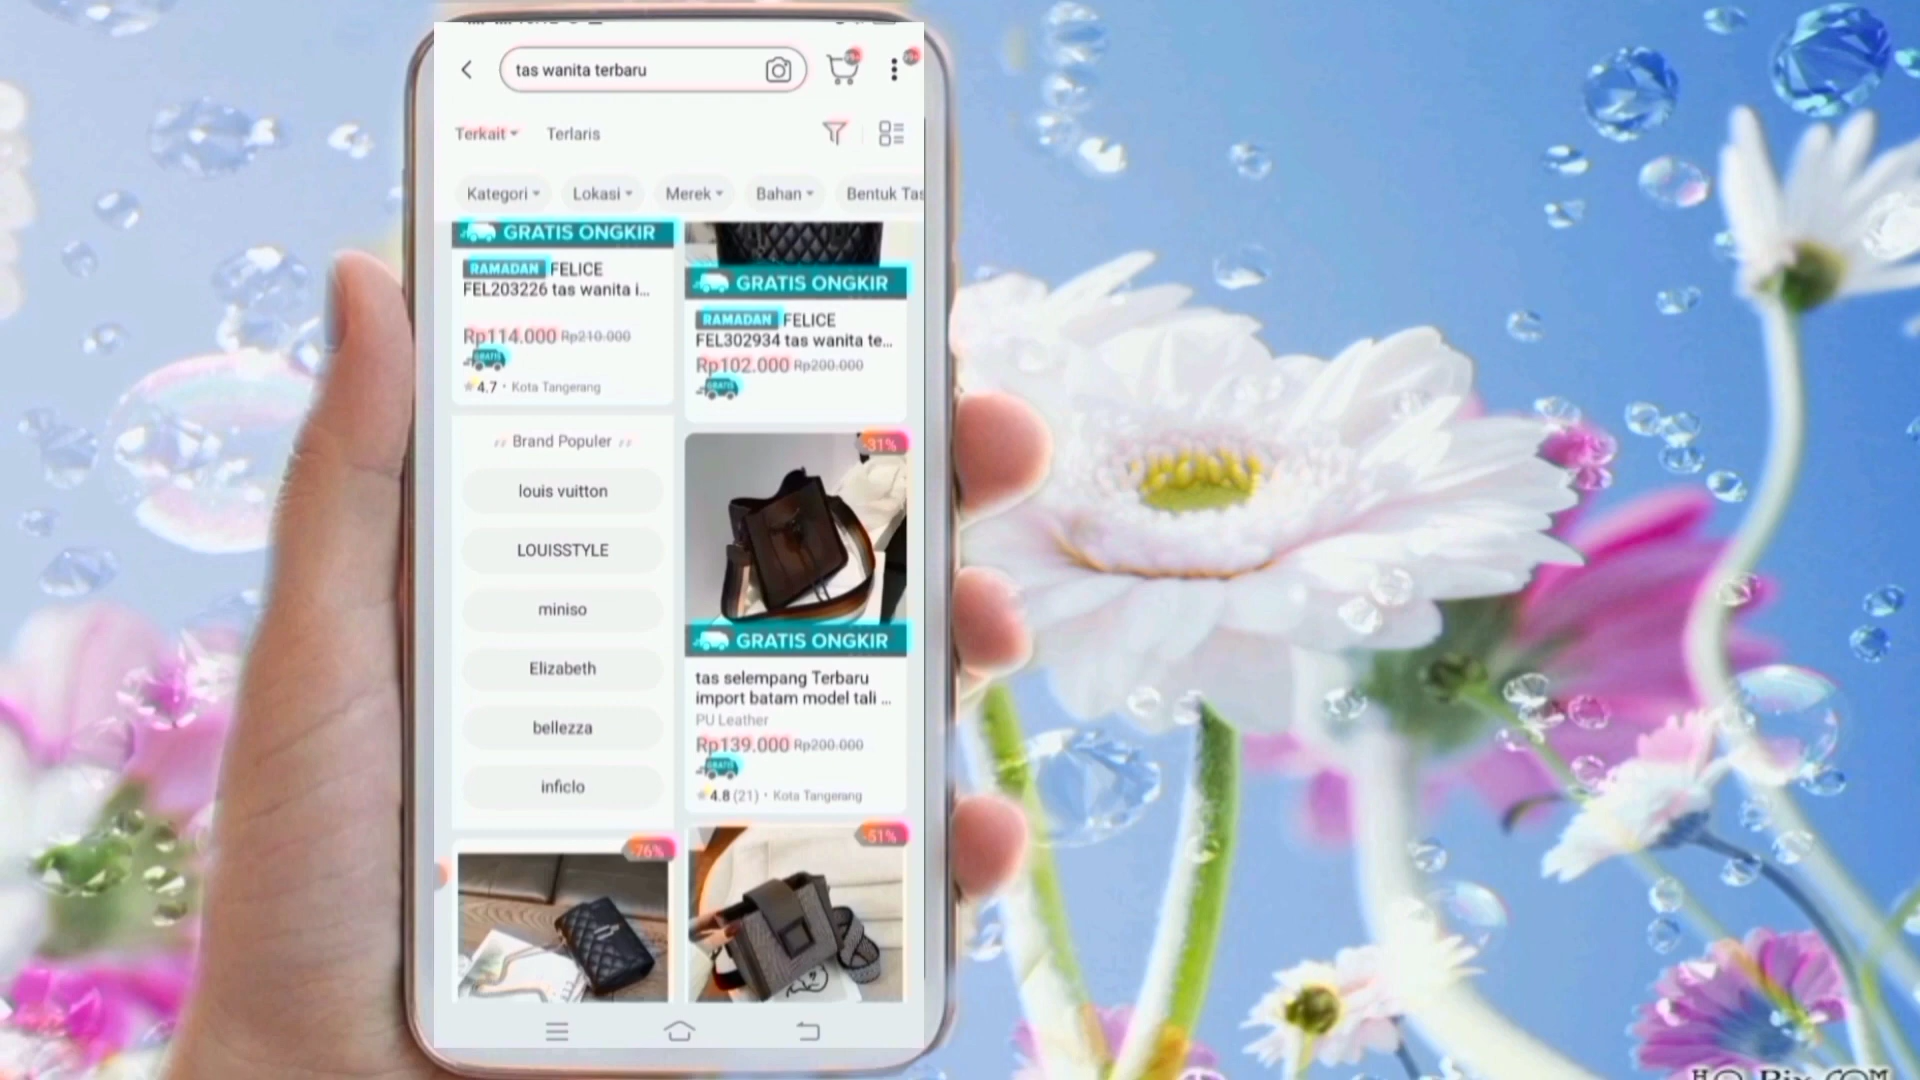 tas wanita terbaru
Terkait Terlaris
Kategori Lokasi Merek Bahan Bentuk Tas
GRATIS ONGKIR
RAMADAN FELICE
FEL203226 tas wanita i...
Rp114.000 Rp210.000
GRATIS
4.7 · Kota Tangerang
GRATIS ONGKIR
RAMADAN FELICE
FEL302934 tas wanita te...
Rp102.000 Rp200.000
GRATIS
Brand Populer
louis vuitton
LOUISSTYLE
miniso
Elizabeth
bellezza
inficlo
-31%
GRATIS ONGKIR
tas selempang Terbaru
import batam model tali ...
PU Leather
Rp139.000 Rp200.000
GRATIS
4.8 (21) · Kota Tangerang
-76%
-51%